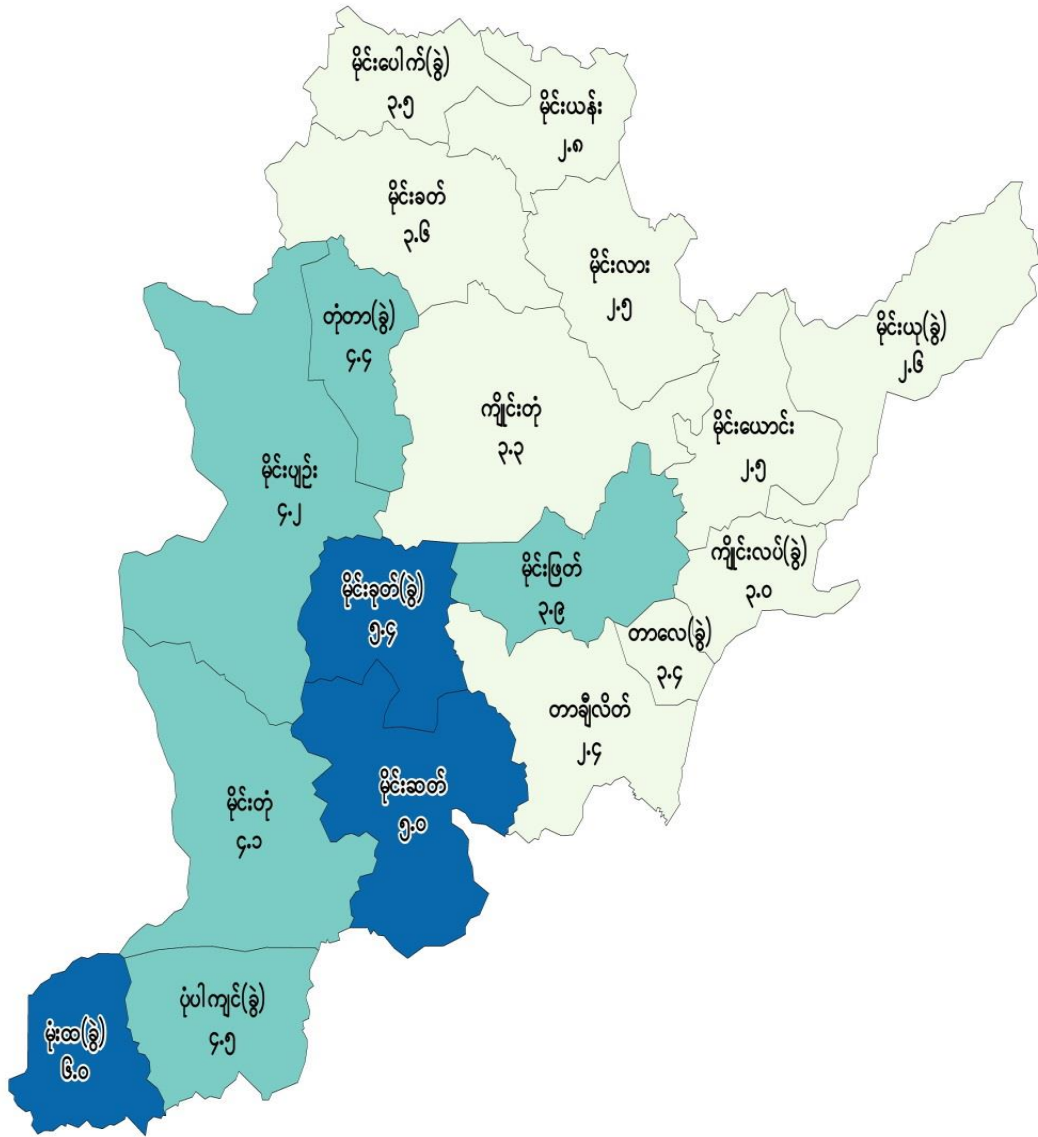 မိုင်းပေါက်(ခွဲ)
၃.၅
မိုင်းယန်း
၂.၈
မိုင်းခတ်
၃.၆
မိုင်းလား
၂.၅
တုံတာ(ခွဲ)
၄.၄
မိုင်းယု(ခွဲ)
၂.၆
ကျိုင်းတုံ
၃.၃
မိုင်းယောင်း
၂.၅
မိုင်းပျဉ်း
၄.၂
ကျိုင်းလပ်(ခွဲ)
၃.၀
မိုင်းဖြတ်
၃.၉
မိုင်းခုတ်(ခွဲ)
၅.၄
တာလေ(ခွဲ)
၃.၄
တာချီလိတ်
၂.၄
မိုင်းဆတ်
၅.၀
မိုင်းတုံ
၄.၁
ပုံပါကျင်(ခွဲ)
၄.၅
မုံးထ(ခွဲ)
၆.၀